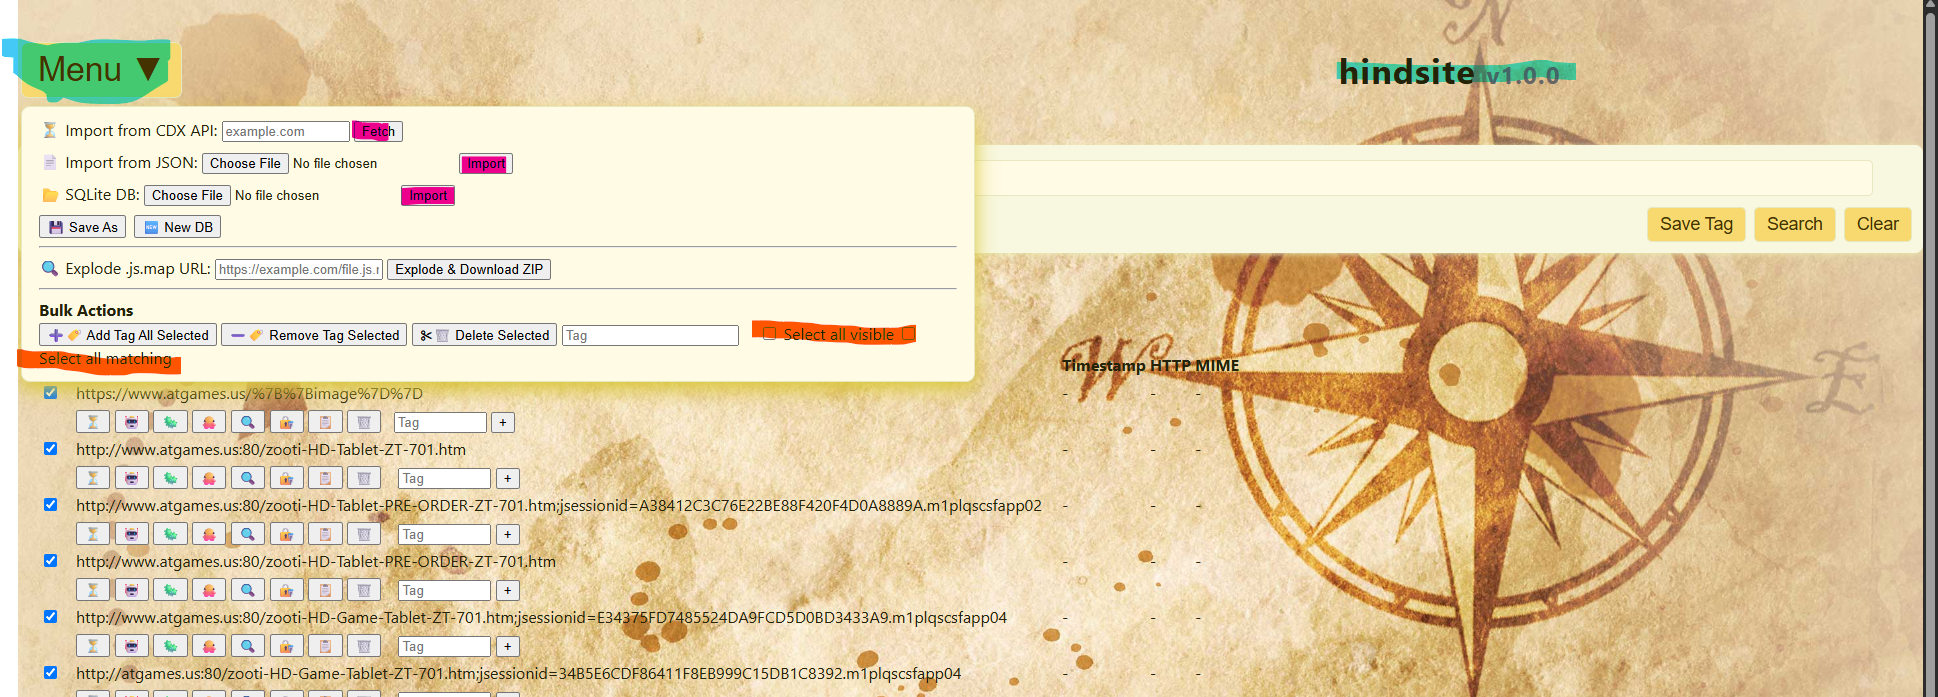 Menu ▼
hindsite v1.0.0
Import from CDX API: example.com Fetch
Import from JSON: Choose File No file chosen Import
SQLite DB: Choose File No file chosen Import
Save As NEW New DB
Save Tag Search Clear
Explode .js.map URL: https://example.com/file.js.r Explode & Download ZIP
Bulk Actions
Add Tag All Selected Remove Tag Selected Delete Selected Tag Select all visible
Select all matching
Timestamp HTTP MIME
https://www.atgames.us/%7B%7Bimage%7D%7D - - -
Tag +
http://www.atgames.us:80/zooti-HD-Tablet-ZT-701.htm - - -
Tag +
http://www.atgames.us:80/zooti-HD-Tablet-PRE-ORDER-ZT-701.htm;jsessionid=A38412C3C76E22BE88F420F4D0A8889A.m1plqscsfapp02 - - -
Tag +
http://www.atgames.us:80/zooti-HD-Tablet-PRE-ORDER-ZT-701.htm - - -
Tag +
http://www.atgames.us:80/zooti-HD-Game-Tablet-ZT-701.htm;jsessionid=E34375FD7485524DA9FCD5D0BD3433A9.m1plqscsfapp04 - - -
Tag +
http://atgames.us:80/zooti-HD-Game-Tablet-ZT-701.htm;jsessionid=34B5E6CDF86411F8EB999C15DB1C8392.m1plqscsfapp04 - - -
N
W
E